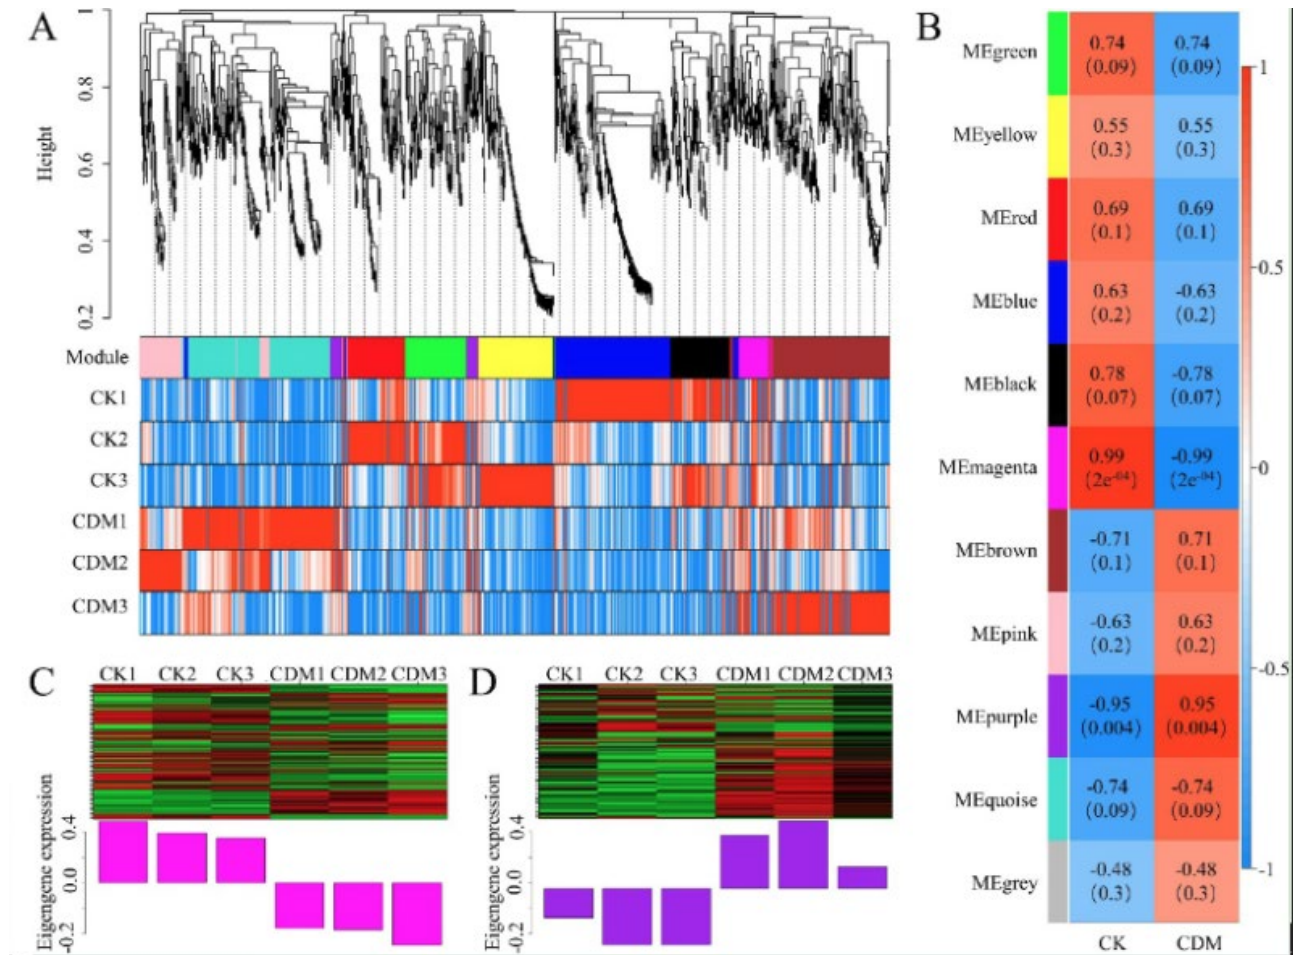 A
1
0.8
0.6
0.4
0.2
Height
Module
CK1
CK2
CK3
CDM1
CDM2
CDM3
B
MEgreen
0.74
(0.09)
0.74
(0.09)
MEyellow
0.55
(0.3)
0.55
(0.3)
MEred
0.69
(0.1)
0.69
(0.1)
MEblue
0.63
(0.2)
-0.63
(0.2)
MEblack
0.78
(0.07)
-0.78
(0.07)
MEmagenta
0.99
(2e-04)
-0.99
(2e-04)
MEbrown
-0.71
(0.1)
0.71
(0.1)
MEpink
-0.63
(0.2)
0.63
(0.2)
MEpurple
-0.95
(0.004)
0.95
(0.004)
MEquoise
-0.74
(0.09)
-0.74
(0.09)
MEgrey
-0.48
(0.3)
-0.48
(0.3)
CK CDM
1
0.5
0
-0.5
-1
C
CK1 CK2 CK3 CDM1 CDM2 CDM3
Eigengene expression
0.4
0.0
-0.2
D
CK1 CK2 CK3 CDM1 CDM2 CDM3
Eigengene expression
0.4
0.0
-0.2